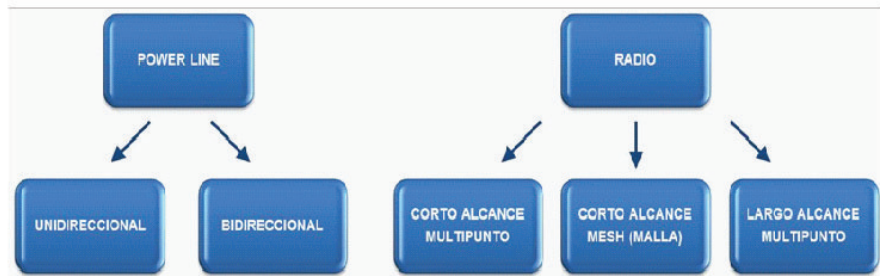 POWER LINE
RADIO
UNIDIRECCIONAL
BIDIRECCIONAL
CORTO ALCANCE
MULTIPUNTO
CORTO ALCANCE
MESH (MALLA)
LARGO ALCANCE
MULTIPUNTO